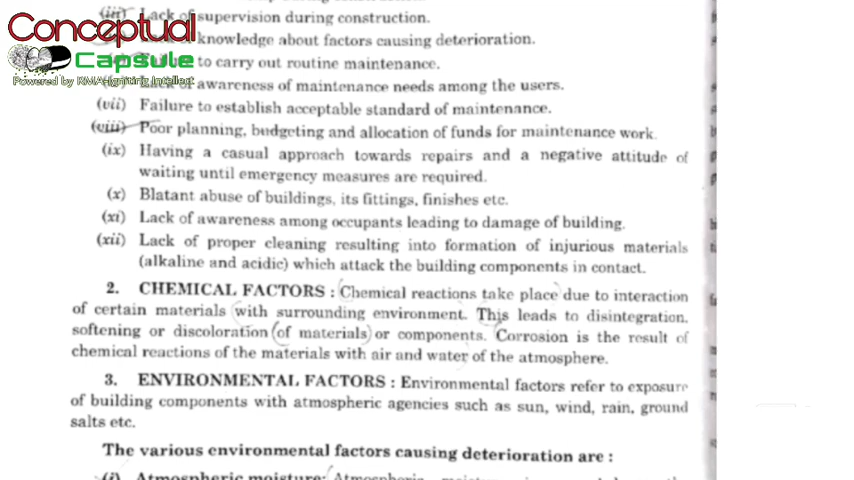 (iii) Lack of supervision during construction.
Conceptual
of knowledge about factors causing deterioration.
Capsule
to carry out routine maintenance.
Powered by KMA-Igniting Intellect
Lack of awareness of maintenance needs among the users.
(vii) Failure to establish acceptable standard of maintenance.
(viii) Poor planning, budgeting and allocation of funds for maintenance work.
(ix) Having a casual approach towards repairs and a negative attitude of
waiting until emergency measures are required.
(x) Blatant abuse of buildings, its fittings, finishes etc.
(xi) Lack of awareness among occupants leading to damage of building.
(xii) Lack of proper cleaning resulting into formation of injurious materials
(alkaline and acidic) which attack the building components in contact.
2. CHEMICAL FACTORS : Chemical reactions take place due to interaction
of certain materials with surrounding environment. This leads to disintegration,
softening or discoloration (of materials) or components. Corrosion is the result of
chemical reactions of the materials with air and water of the atmosphere.
3. ENVIRONMENTAL FACTORS : Environmental factors refer to exposure
of building components with atmospheric agencies such as sun, wind, rain, ground
salts etc.
The various environmental factors causing deterioration are :
(i) Atmospheric moisture: Atmospheric